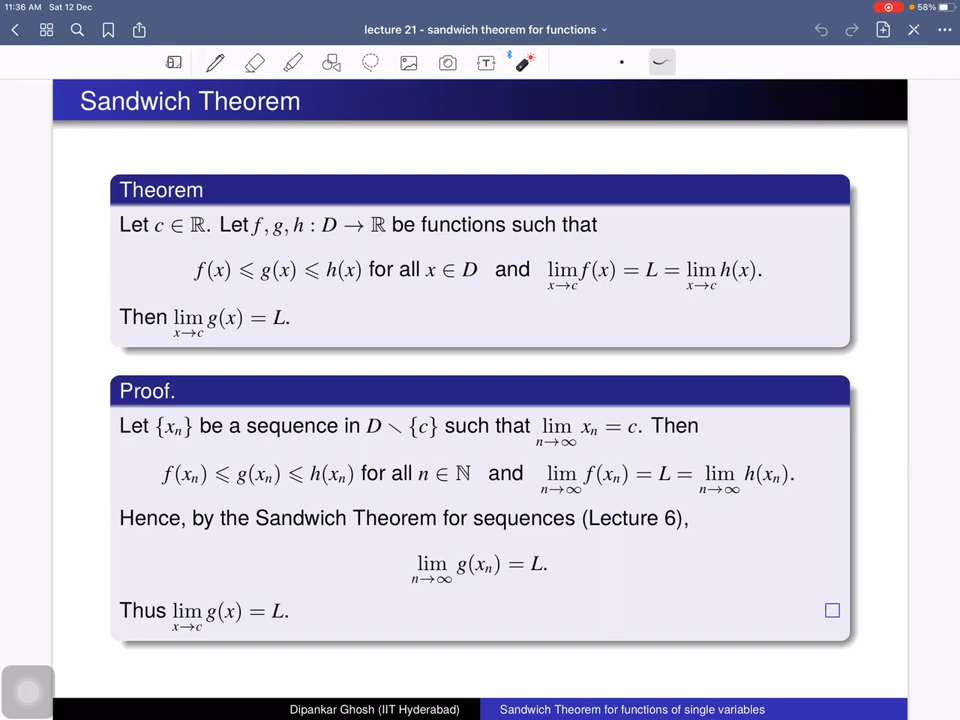 11:36 AM Sat 12 Dec
58%
lecture 21 - sandwich theorem for functions
Sandwich Theorem
Theorem
Let c ∈ ℝ. Let f, g, h : D → ℝ be functions such that
f(x) ⩽ g(x) ⩽ h(x) for all x ∈ D and lim_{x→c} f(x) = L = lim_{x→c} h(x).
Then lim_{x→c} g(x) = L.
Proof.
Let {x_n} be a sequence in D ∖ {c} such that lim_{n→∞} x_n = c. Then
f(x_n) ⩽ g(x_n) ⩽ h(x_n) for all n ∈ ℕ and lim_{n→∞} f(x_n) = L = lim_{n→∞} h(x_n).
Hence, by the Sandwich Theorem for sequences (Lecture 6),
lim_{n→∞} g(x_n) = L.
Thus lim_{x→c} g(x) = L. □
Dipankar Ghosh (IIT Hyderabad) Sandwich Theorem for functions of single variables